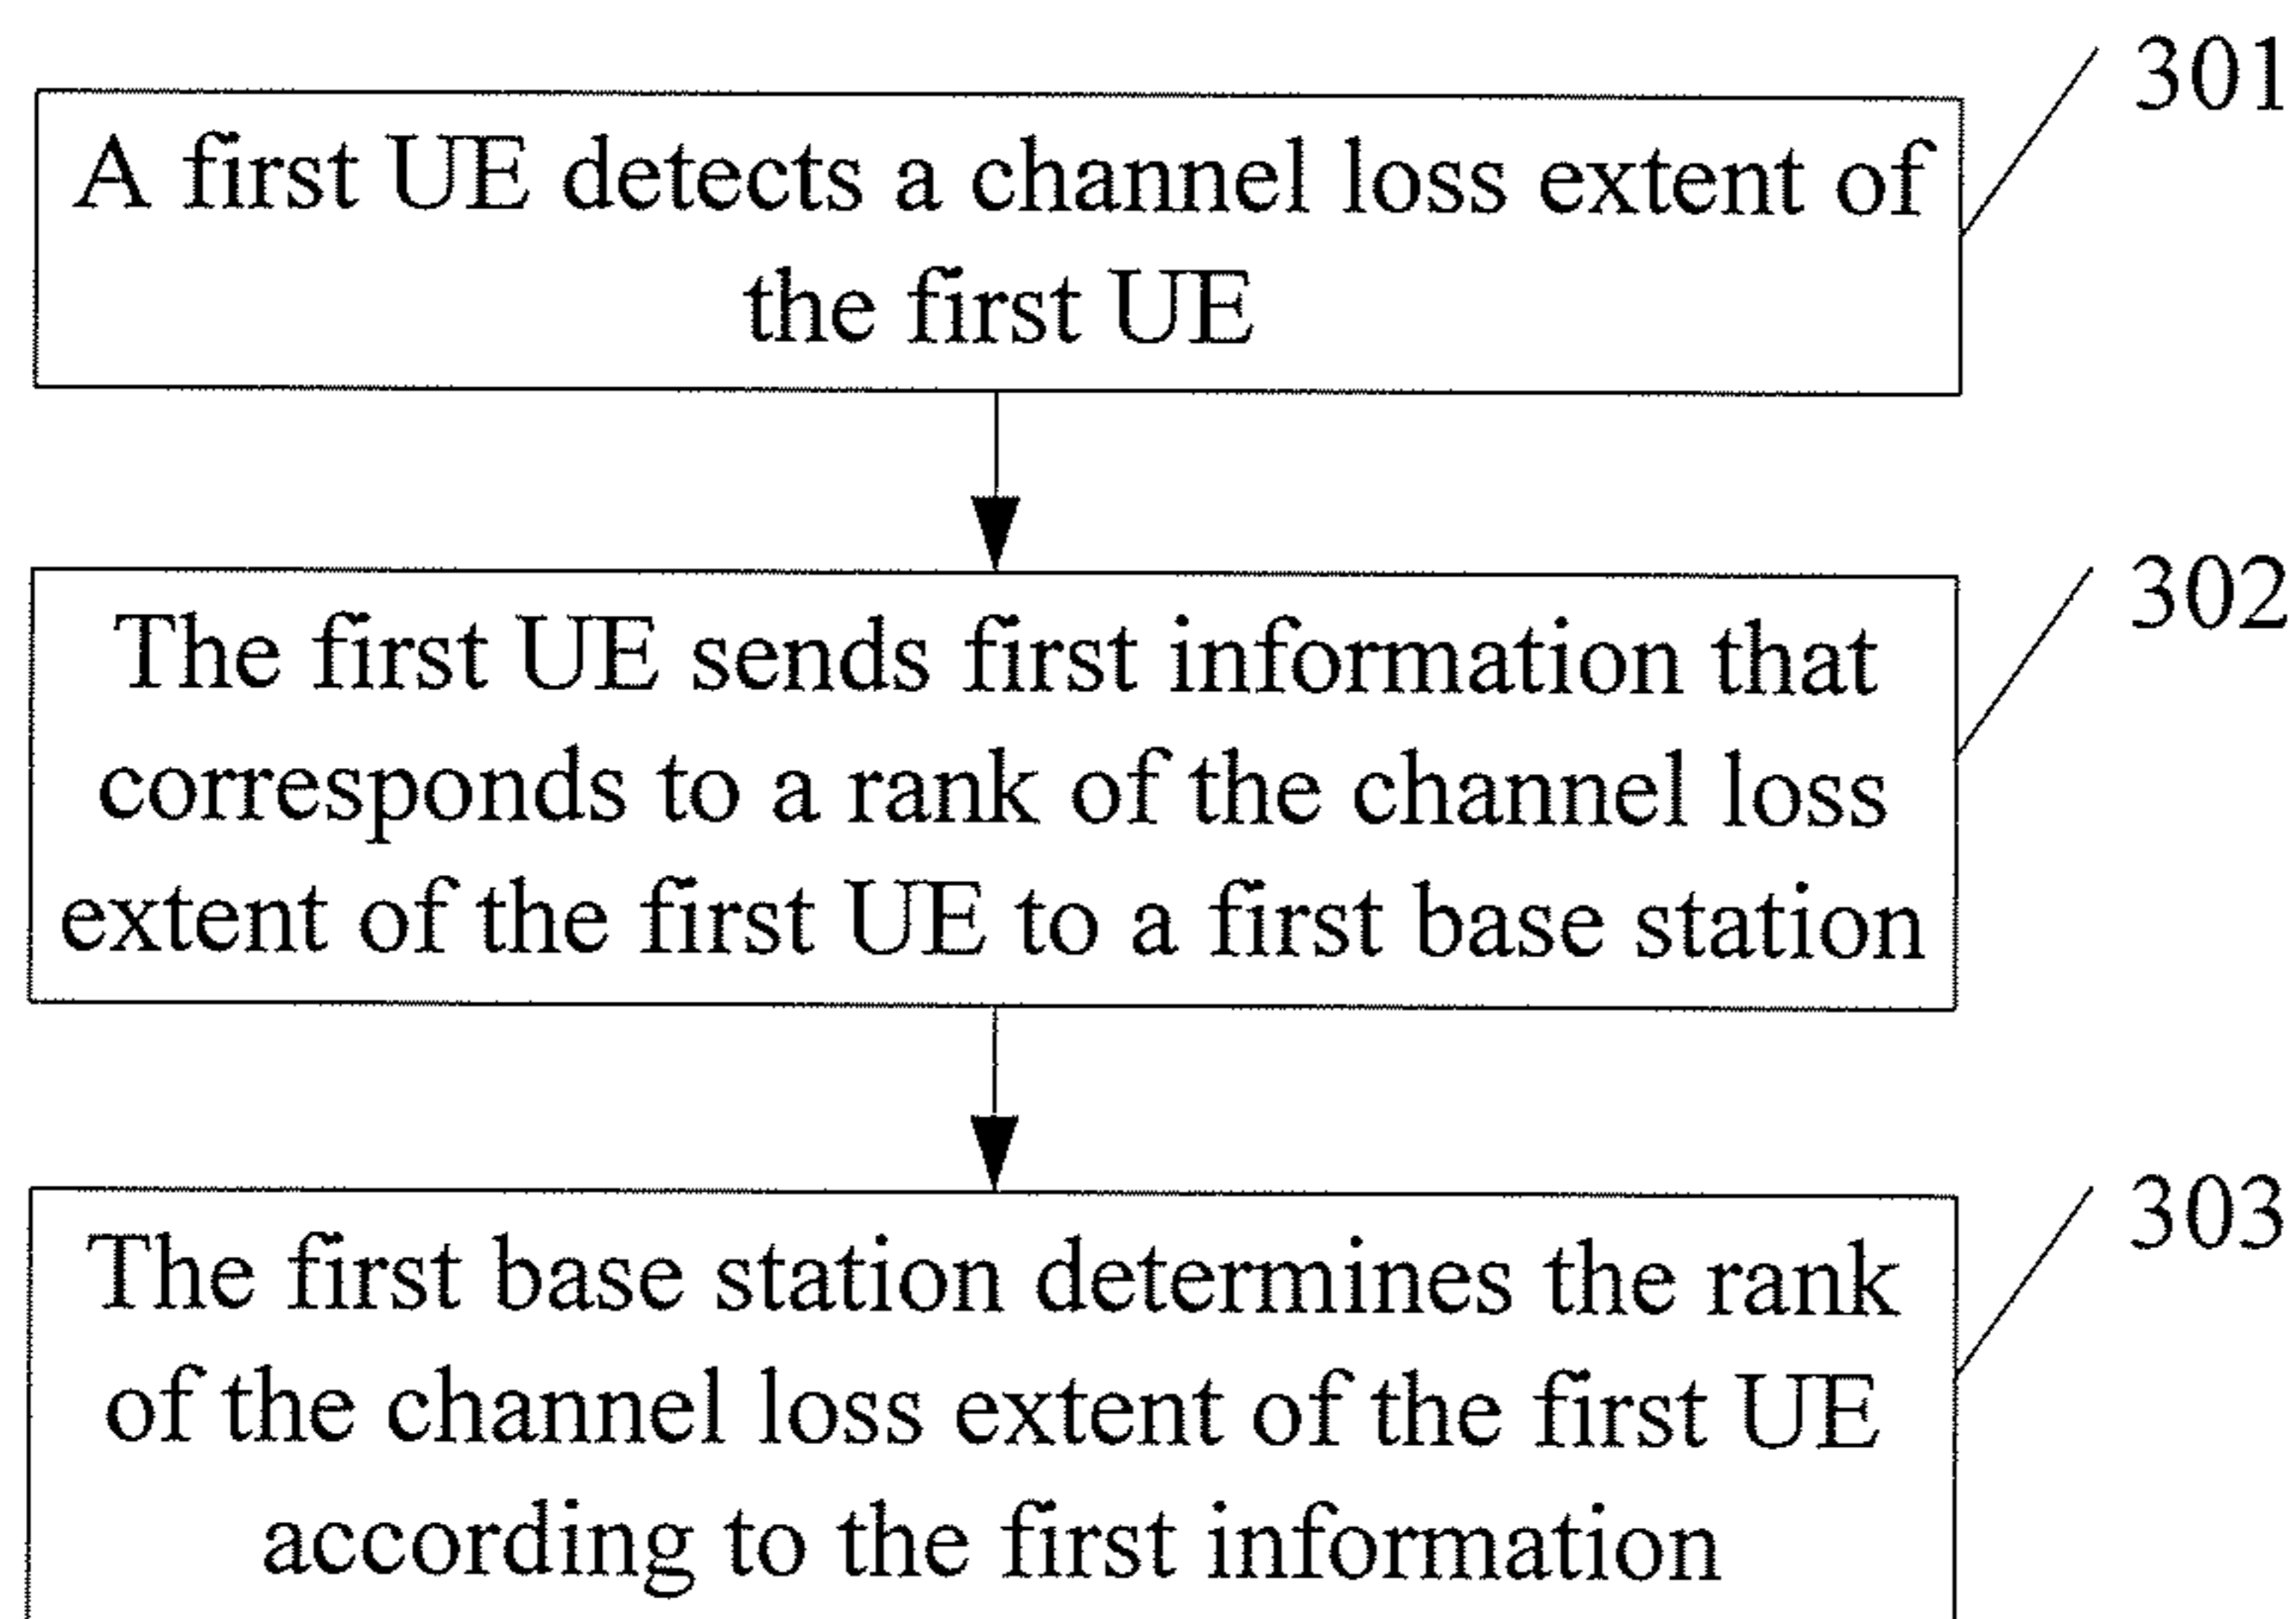 301
A first UE detects a channel loss extent of
the first UE
302
The first UE sends first information that
corresponds to a rank of the channel loss
extent of the first UE to a first base station
303
The first base station determines the rank
of the channel loss extent of the first UE
according to the first information